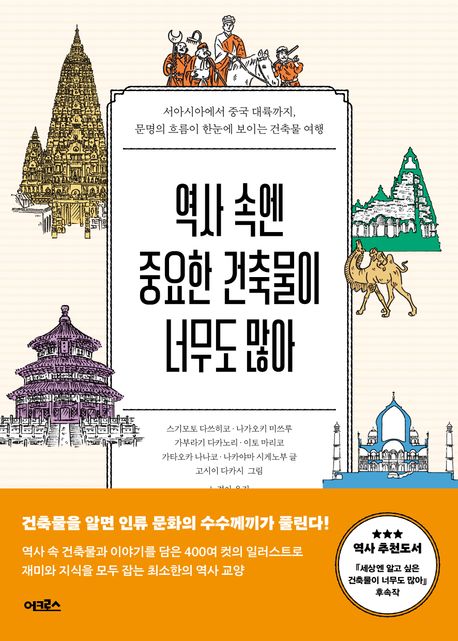 서아시아에서 중국 대륙까지,
문명의 흐름이 한눈에 보이는 건축물 여행
역사 속엔
중요한 건축물이
너무도 많아
스기모토 다쓰히코 · 나가오키 미쓰루
가부라기 다카노리 · 이토 마리코
가타오카 나나코 · 나카야마 시게노부 글
고시이 다카시 그림
건축물을 알면 인류 문화의 수수께끼가 풀린다!
역사 속 건축물과 이야기를 담은 400여 컷의 일러스트로
재미와 지식을 모두 잡는 최소한의 역사 교양
어크로스
★★★
역사 추천도서
『세상엔 알고 싶은
건축물이 너무도 많아』
후속작